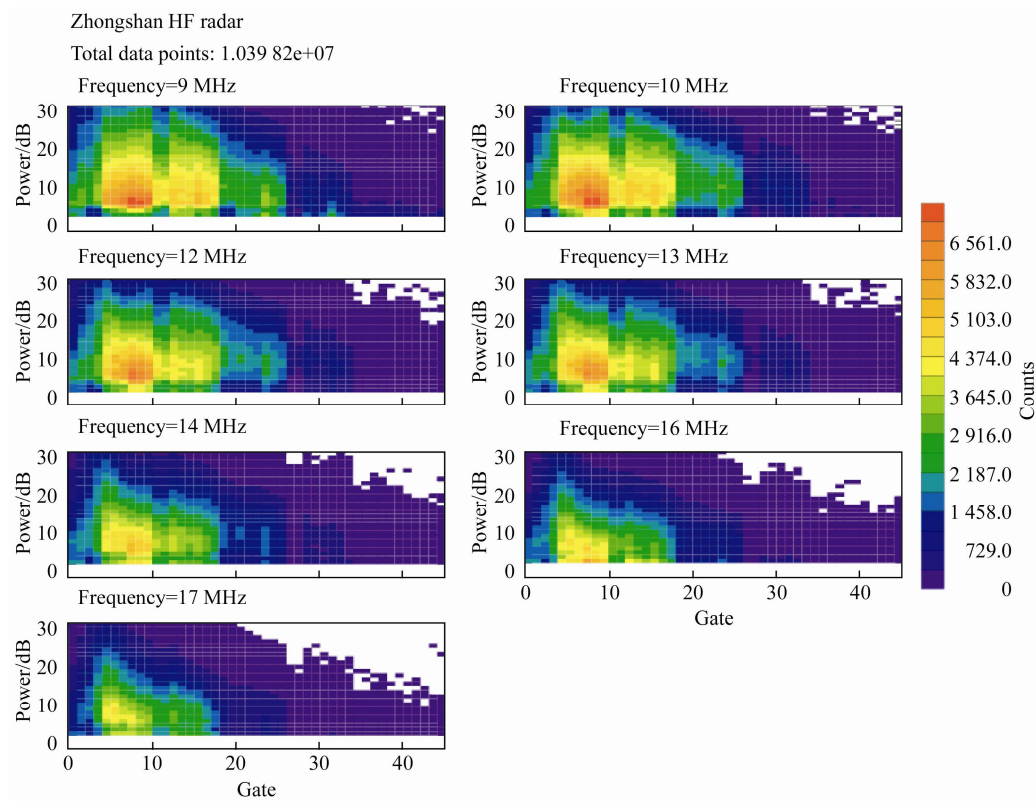 Zhongshan HF radar
Total data points: 1.039 82e+07
Frequency=9 MHz
Frequency=10 MHz
Power/dB
30
20
10
0
Power/dB
30
20
10
0
Frequency=12 MHz
Frequency=13 MHz
Power/dB
30
20
10
0
Power/dB
30
20
10
0
Frequency=14 MHz
Frequency=16 MHz
Power/dB
30
20
10
0
Power/dB
30
20
10
0
0 10 20 30 40
Gate
Frequency=17 MHz
Power/dB
30
20
10
0
0 10 20 30 40
Gate
6 561.0
5 832.0
5 103.0
4 374.0
3 645.0
2 916.0
2 187.0
1 458.0
729.0
0
Counts